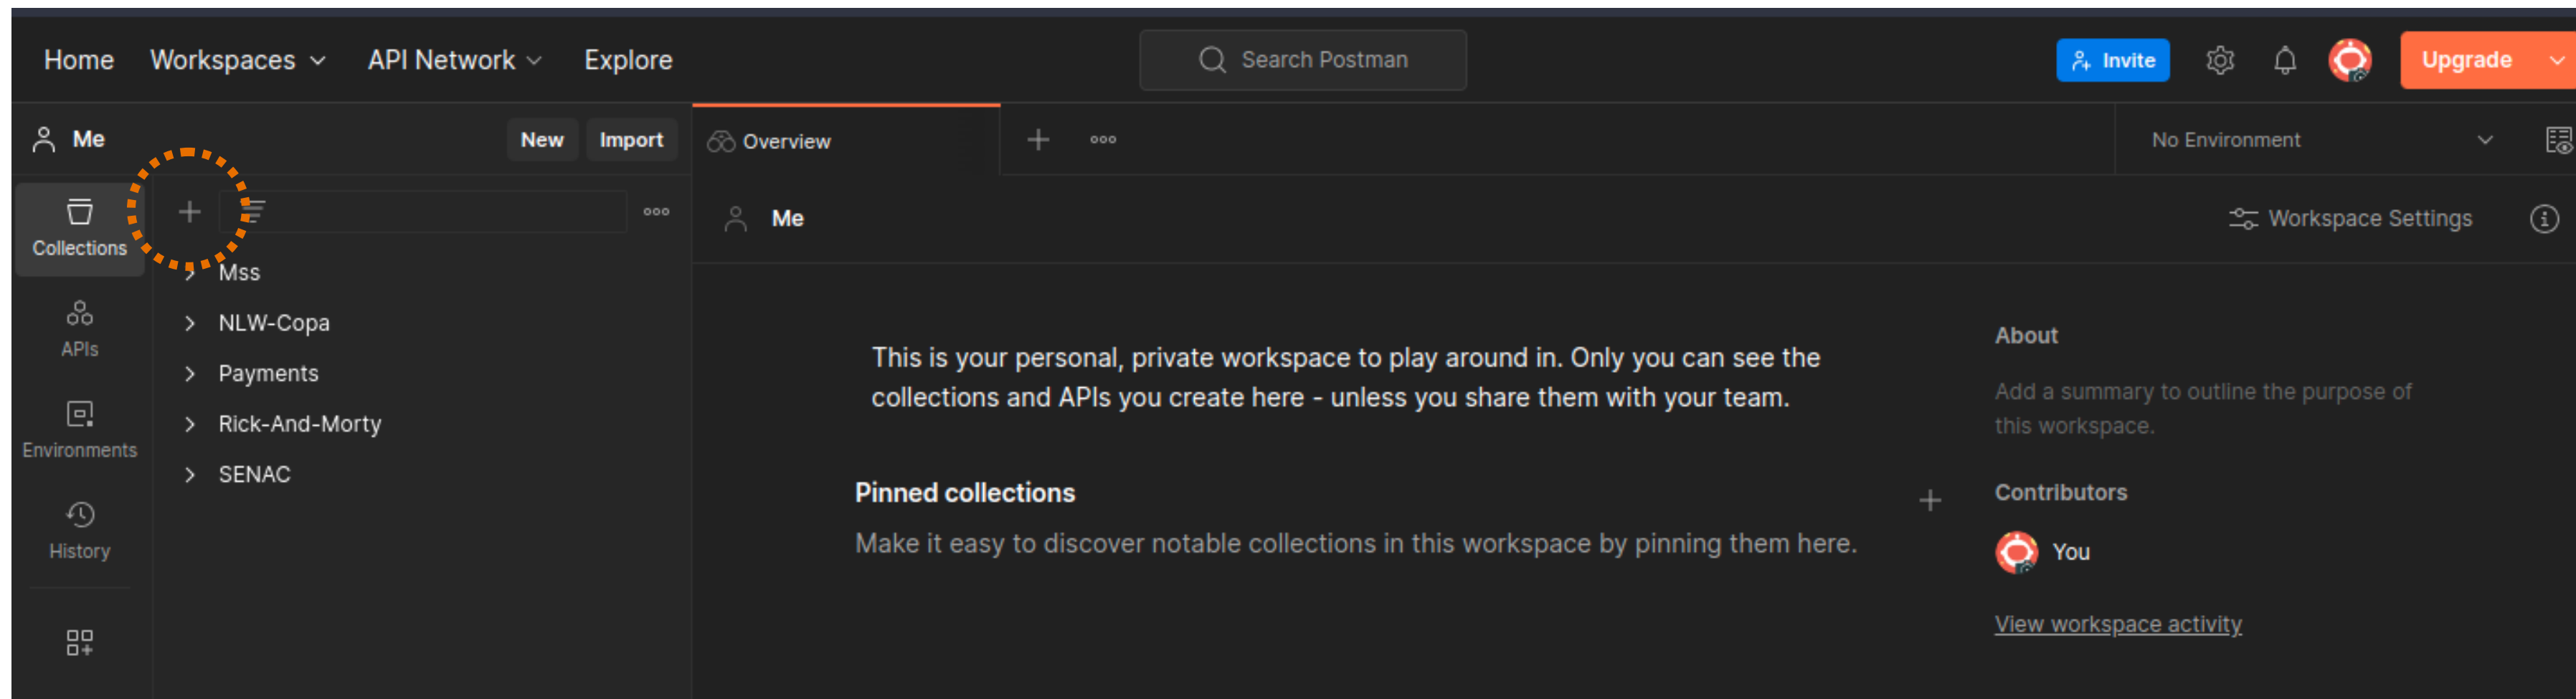 Home Workspaces API Network Explore Search Postman Invite Upgrade
Me New Import Overview No Environment
Me Workspace Settings
Collections
Mss
NLW-Copa
APIs
Payments
Rick-And-Morty
Environments
SENAC
History
This is your personal, private workspace to play around in. Only you can see the
collections and APIs you create here - unless you share them with your team.
Pinned collections
Make it easy to discover notable collections in this workspace by pinning them here.
About
Add a summary to outline the purpose of
this workspace.
Contributors
You
View workspace activity